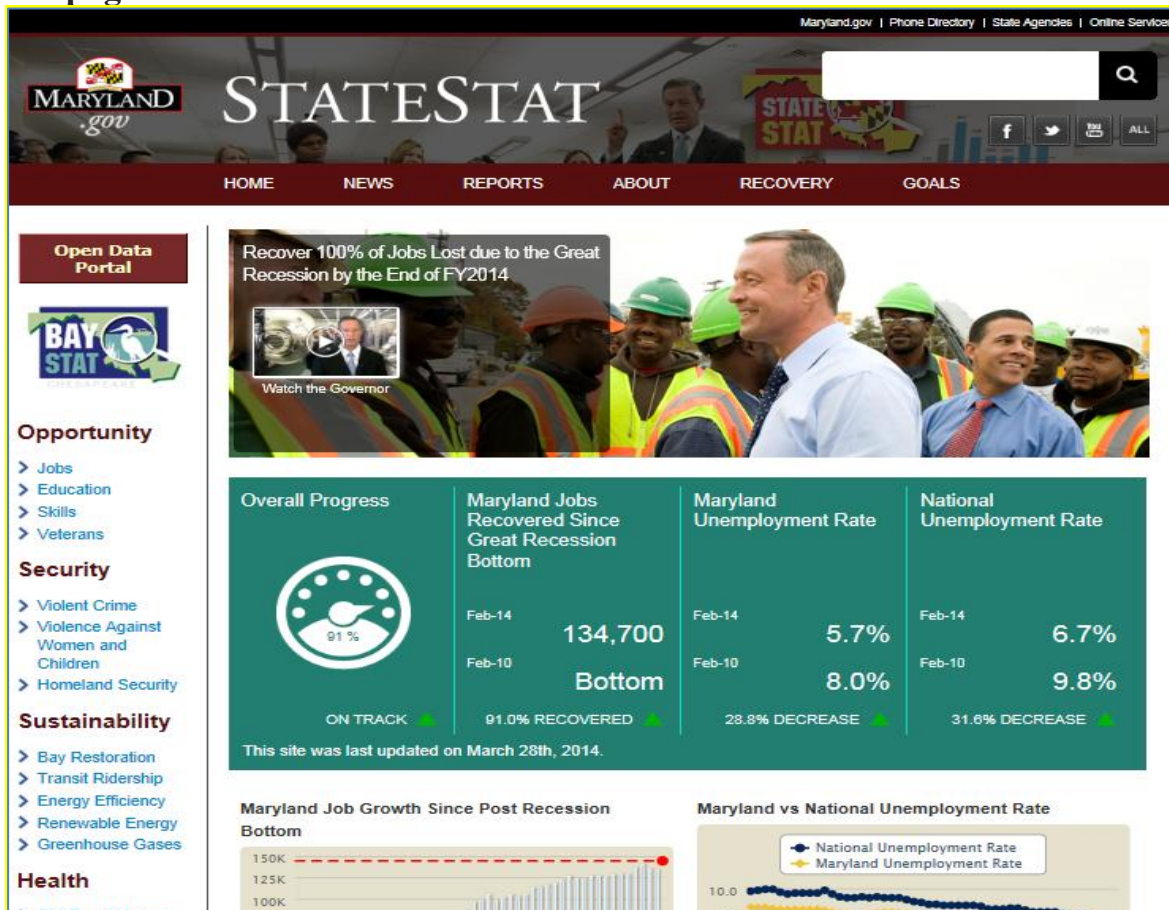 Maryland.gov | Phone Directory | State Agencies | Online Services
MARYLAND
.gov
STATESTAT
STATE
STAT
f
You
ALL
HOME NEWS REPORTS ABOUT RECOVERY GOALS
Open Data
Portal
BAY
STAT
CHESAPEAKE
Opportunity
Jobs
Education
Skills
Veterans
Security
Violent Crime
Violence Against
Women and
Children
Homeland Security
Sustainability
Bay Restoration
Transit Ridership
Energy Efficiency
Renewable Energy
Greenhouse Gases
Health
Recover 100% of Jobs Lost due to the Great
Recession by the End of FY2014
Watch the Governor
Overall Progress
91 %
ON TRACK
Maryland Jobs
Recovered Since
Great Recession
Bottom
Feb-14
134,700
Feb-10
Bottom
91.0% RECOVERED
Maryland
Unemployment Rate
Feb-14
5.7%
Feb-10
8.0%
28.8% DECREASE
National
Unemployment Rate
Feb-14
6.7%
Feb-10
9.8%
31.6% DECREASE
This site was last updated on March 28th, 2014.
Maryland Job Growth Since Post Recession
Bottom
150K
125K
100K
Maryland vs National Unemployment Rate
National Unemployment Rate
Maryland Unemployment Rate
10.0